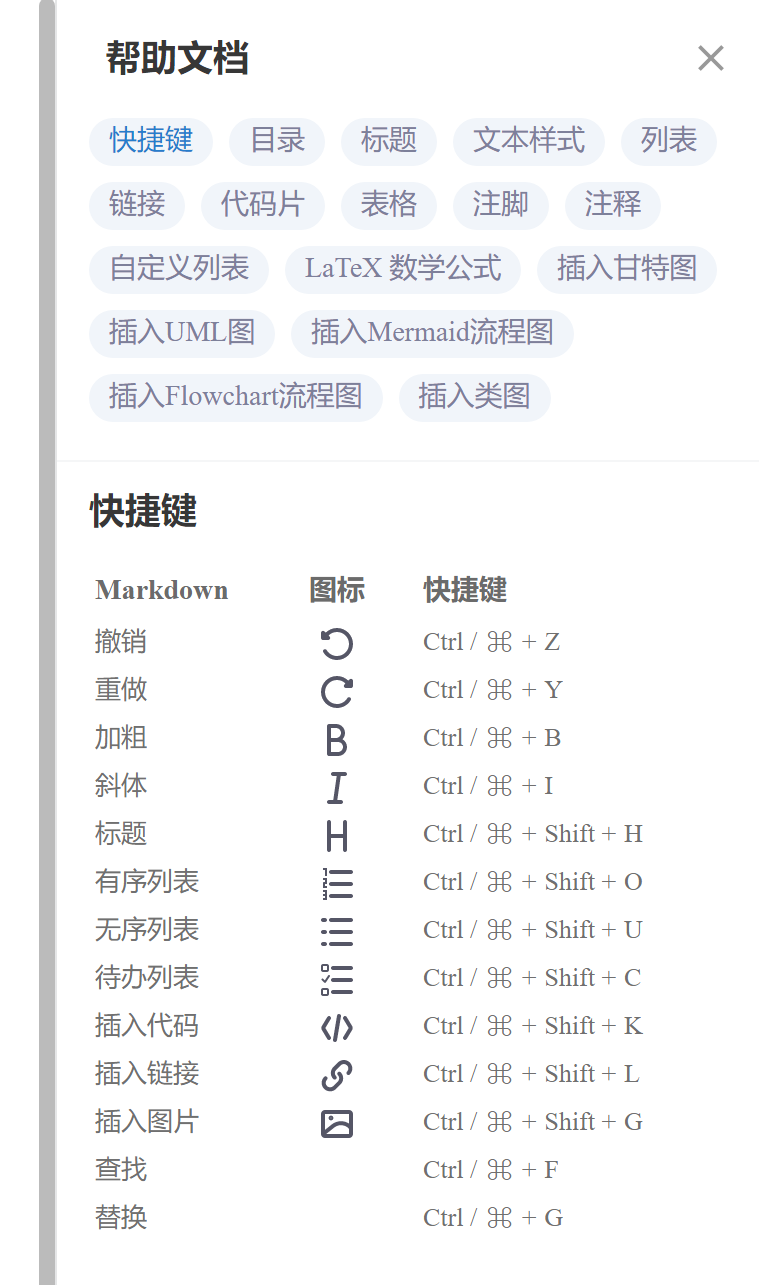 帮助文档
快捷键 目录 标题 文本样式 列表
链接 代码片 表格 注脚 注释
自定义列表 LaTeX 数学公式 插入甘特图
插入UML图 插入Mermaid流程图
插入Flowchart流程图 插入类图
快捷键
Markdown 图标 快捷键
撤销 Ctrl / ⌘ + Z
重做 Ctrl / ⌘ + Y
加粗 Ctrl / ⌘ + B
斜体 Ctrl / ⌘ + I
标题 Ctrl / ⌘ + Shift + H
有序列表 Ctrl / ⌘ + Shift + O
无序列表 Ctrl / ⌘ + Shift + U
待办列表 Ctrl / ⌘ + Shift + C
插入代码 Ctrl / ⌘ + Shift + K
插入链接 Ctrl / ⌘ + Shift + L
插入图片 Ctrl / ⌘ + Shift + G
查找 Ctrl / ⌘ + F
替换 Ctrl / ⌘ + G